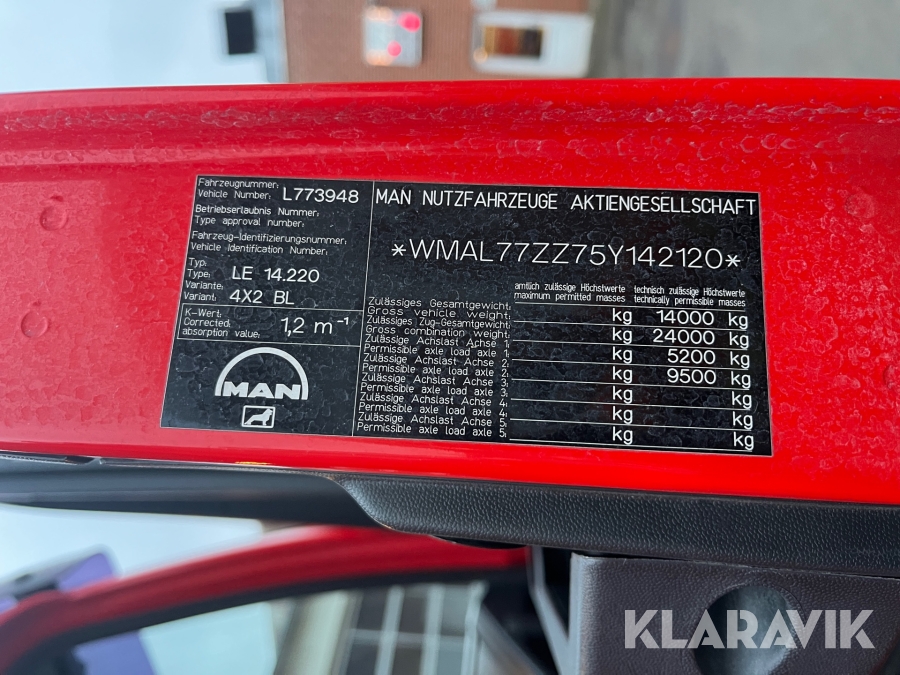 Fahrzeugnummer:
Vehicle Number: L773948
Betriebserlaubnis Nummer:
Type approval number:
Fahrzeug-Identifizierungsnummer:
Vehicle Identification Number:
Typ:
Type: LE 14.220
Variante:
Variant: 4X2 BL
K-Wert:
Corrected
absorption value: 1,2 m⁻¹
MAN
MAN NUTZFAHRZEUGE AKTIENGESELLSCHAFT
*WMAL77ZZ75Y142120*
amtlich zulässige Höchstwerte technisch zulässige Höchstwerte
maximum permitted masses technically permissible masses
Zulässiges Gesamtgewicht:
Gross vehicle weight: kg 14000 kg
Zulässiges Zug-Gesamtgewicht:
Gross combination weight: kg 24000 kg
Zulässige Achslast Achse 1:
Permissible axle load axle 1: kg 5200 kg
Zulässige Achslast Achse 2:
Permissible axle load axle 2: kg 9500 kg
Zulässige Achslast Achse 3:
Permissible axle load axle 3: kg kg
Zulässige Achslast Achse 4:
Permissible axle load axle 4: kg kg
Zulässige Achslast Achse 5:
Permissible axle load axle 5: kg kg
KLARAVIK